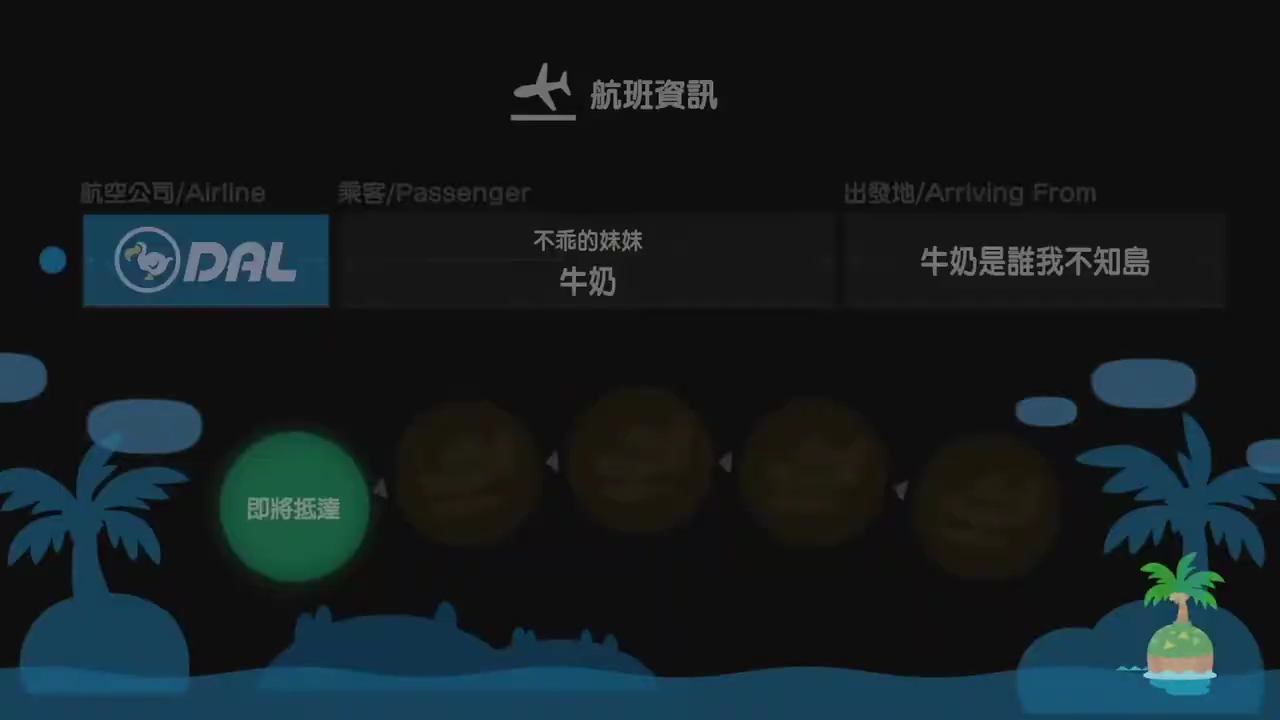 航班資訊
航空公司/Airline
乘客/Passenger
出發地/Arriving From
DAL
不乖的妹妹
牛奶
牛奶是誰我不知島
即將抵達